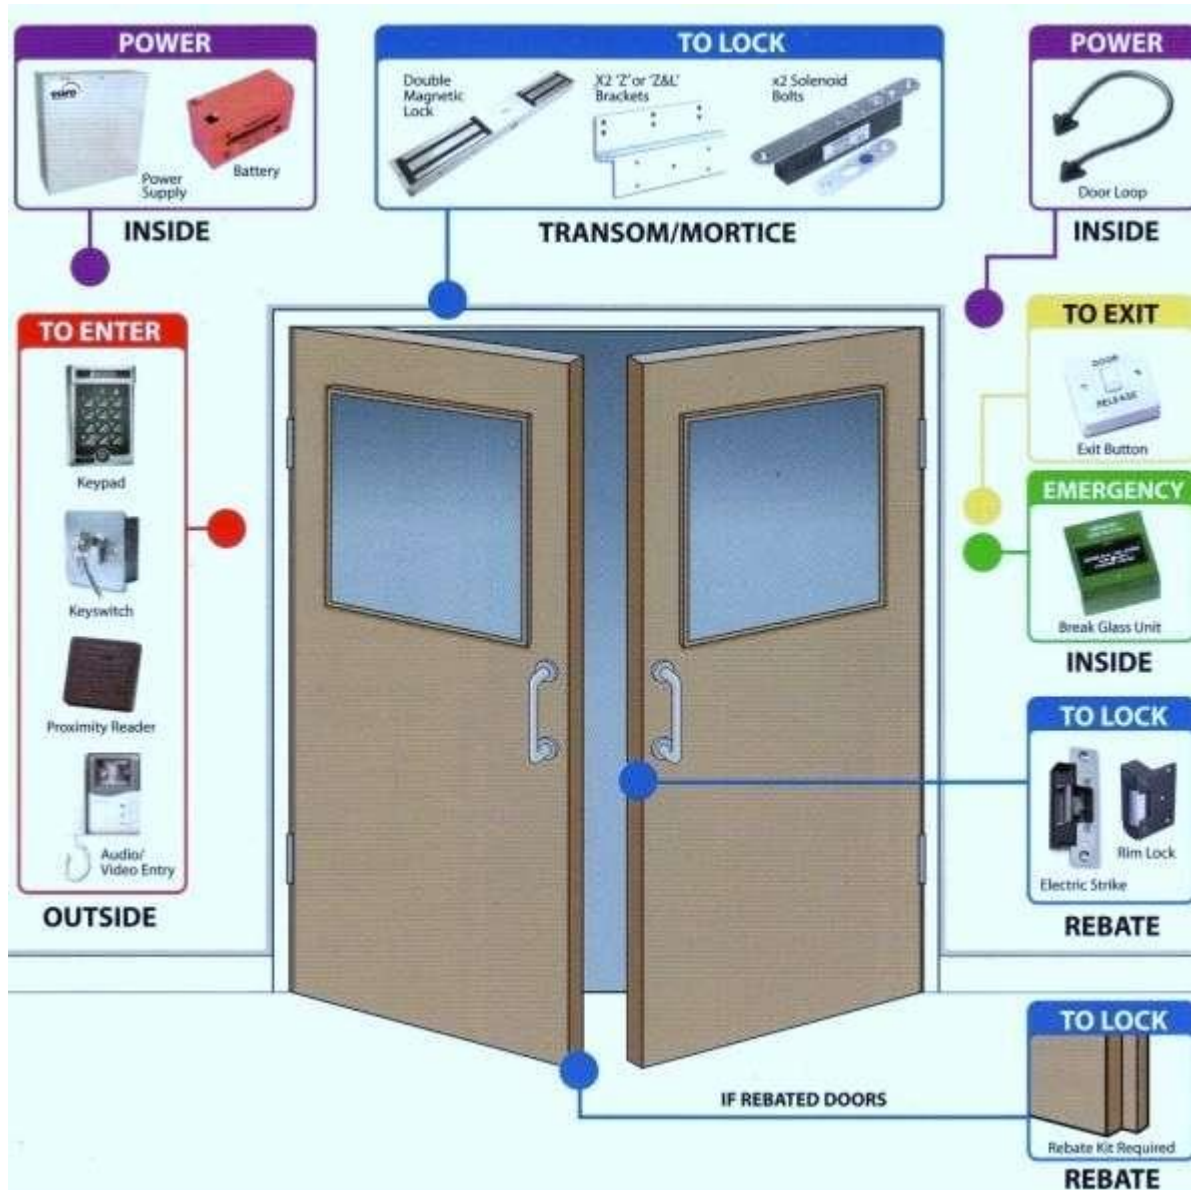 POWER
Power
Supply
Battery
INSIDE
TO LOCK
Double
Magnetic
Lock
X2 'Z' or 'Z&L'
Brackets
x2 Solenoid
Bolts
TRANSOM/MORTICE
POWER
Door Loop
INSIDE
TO ENTER
Keypad
Keyswitch
Proximity Reader
Audio/
Video Entry
OUTSIDE
TO EXIT
DOOR
RELEASE
Exit Button
EMERGENCY
Break Glass Unit
INSIDE
TO LOCK
Electric Strike
Rim Lock
REBATE
IF REBATED DOORS
TO LOCK
Rebate Kit Required
REBATE